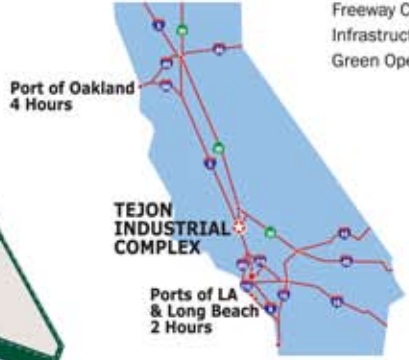 Freeway
Infrastruct
Green Ope
Port of Oakland
4 Hours
TEJON
INDUSTRIAL
COMPLEX
Ports of LA
& Long Beach
2 Hours